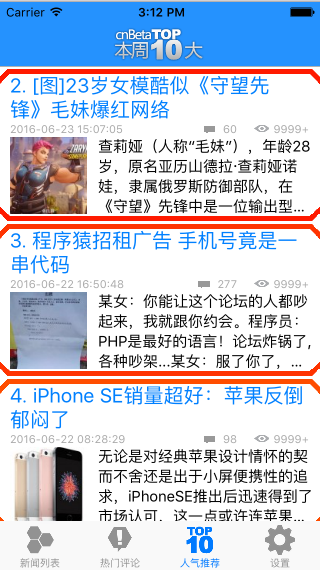 Carrier 3:12 PM
cnBeta TOP
本周10大
2. [图]23岁女模酷似《守望先
锋》毛妹爆红网络
2016-06-23 15:07:05 60 9999+
查莉娅（人称“毛妹”），年龄28
岁，原名亚历山德拉·查莉娅诺
娃，隶属俄罗斯防御部队，在
《守望》先锋中是一位输出型...
3. 程序猿招租广告 手机号竟是一
串代码
2016-06-22 16:50:48 277 9999+
某女：你能让这个论坛的人都吵
起来，我就跟你约会。程序员：
PHP是最好的语言！论坛炸锅了，
各种吵架...某女：服了你了，...
4. iPhone SE销量超好：苹果反倒
郁闷了
2016-06-22 08:28:29 98 9999+
无论是对经典苹果设计情怀的契
而不舍还是出于小屏便携性的追
求，iPhoneSE推出后迅速得到了
市场认可，这一点或许连苹果...
新闻列表
热门评论
TOP
10
人气推荐
设置